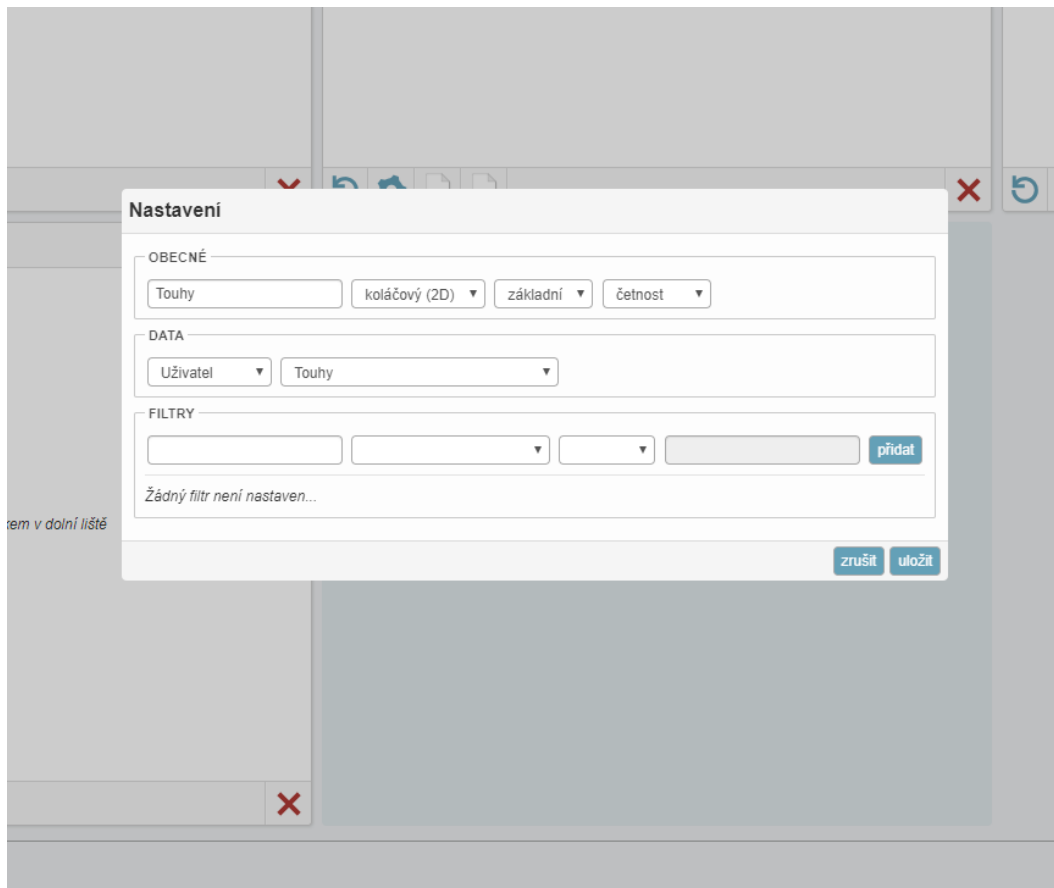 Nastavení
OBECNÉ
Touhy koláčový (2D) základní četnost
DATA
Uživatel Touhy
FILTRY
přidat
Žádný filtr není nastaven...
v dolní liště
zrušit uložit